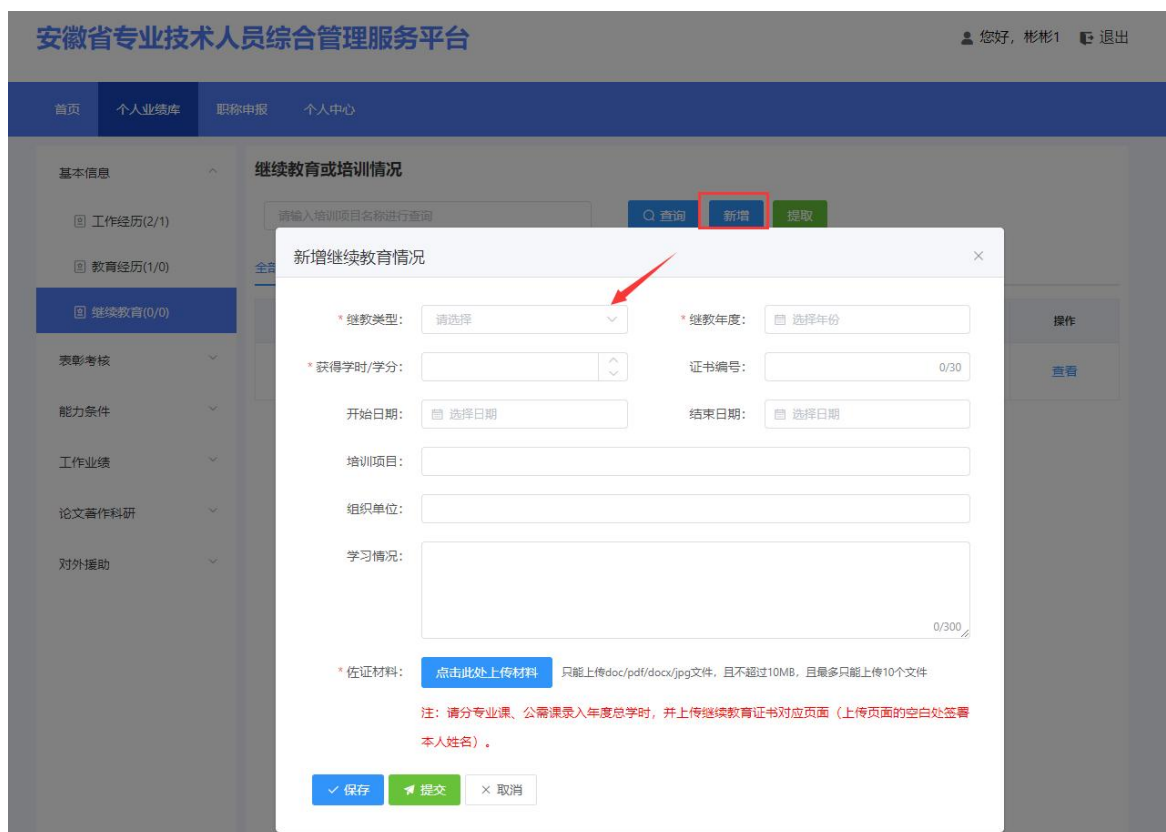 安徽省专业技术人员综合管理服务平台
您好, 彬彬1 退出
首页 个人业绩库 职称申报 个人中心
基本信息
工作经历(2/1)
教育经历(1/0)
继续教育(0/0)
表彰考核
能力条件
工作业绩
论文著作科研
对外援助
继续教育或培训情况
请输入培训项目名称进行查询 查询 新增 提取
全部
操作
查看
新增继续教育情况
*继教类型: 请选择 *继教年度: 选择年份
*获得学时/学分: 证书编号: 0/30
开始日期: 选择日期 结束日期: 选择日期
培训项目:
组织单位:
学习情况:
0/300
*佐证材料: 点击此处上传材料 只能上传doc/pdf/docx/jpg文件, 且不超过10MB, 且最多只能上传10个文件
注: 请分专业课、公需课录入年度总学时, 并上传继续教育证书对应页面（上传页面的空白处签署
本人姓名）。
保存 提交 取消